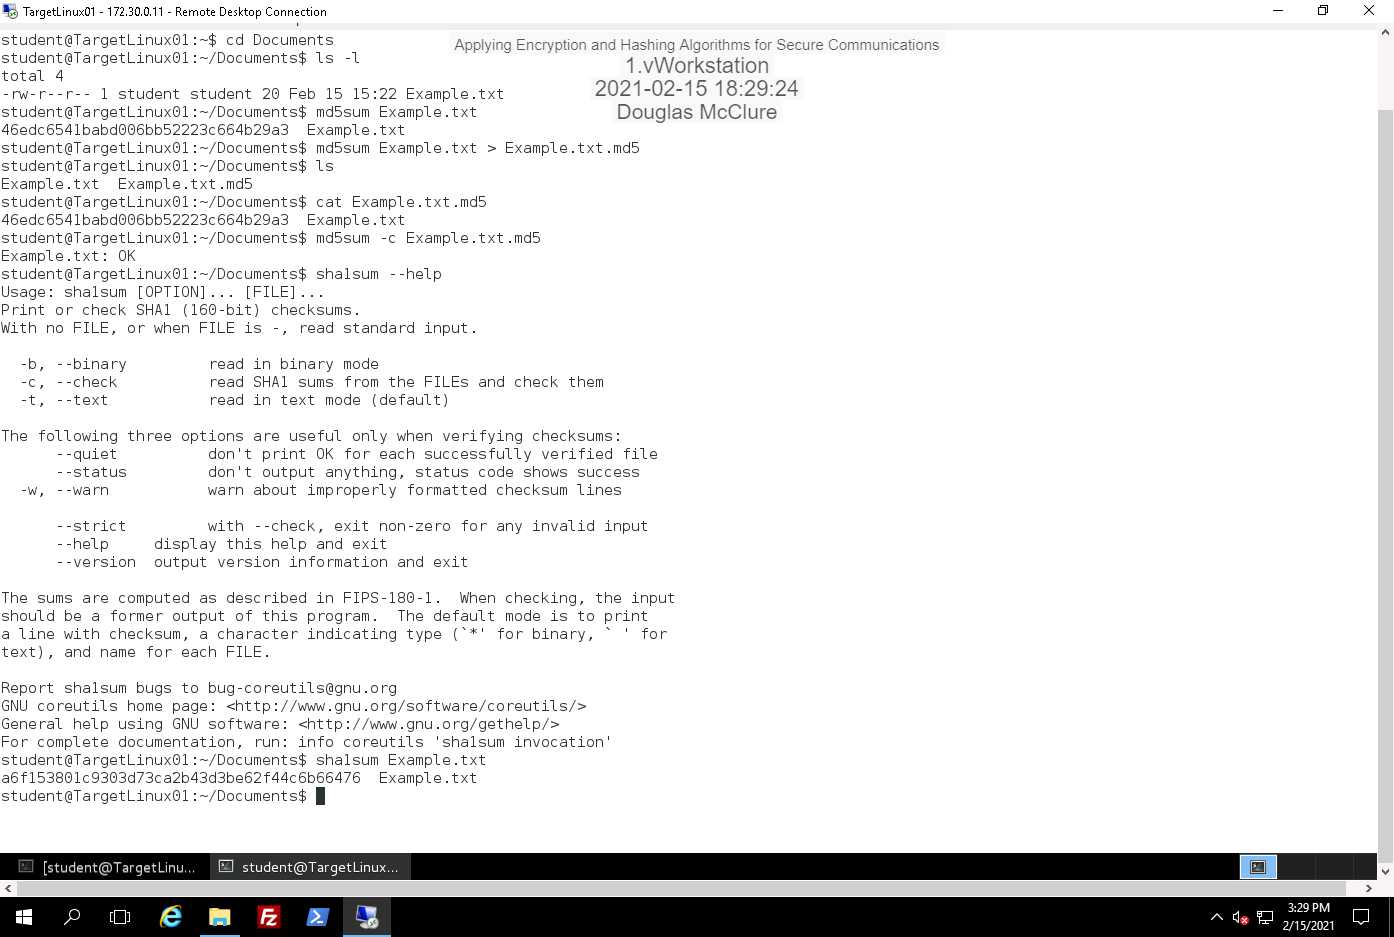 TargetLinux01 - 172.30.0.11 - Remote Desktop Connection
Applying Encryption and Hashing Algorithms for Secure Communications
1.vWorkstation
2021-02-15 18:29:24
Douglas McClure
student@TargetLinux01:~$ cd Documents
student@TargetLinux01:~/Documents$ ls -l
total 4
-rw-r--r-- 1 student student 20 Feb 15 15:22 Example.txt
student@TargetLinux01:~/Documents$ md5sum Example.txt
46edc6541babd006bb52223c664b29a3  Example.txt
student@TargetLinux01:~/Documents$ md5sum Example.txt > Example.txt.md5
student@TargetLinux01:~/Documents$ ls
Example.txt  Example.txt.md5
student@TargetLinux01:~/Documents$ cat Example.txt.md5
46edc6541babd006bb52223c664b29a3  Example.txt
student@TargetLinux01:~/Documents$ md5sum -c Example.txt.md5
Example.txt: OK
student@TargetLinux01:~/Documents$ sha1sum --help
Usage: sha1sum [OPTION]... [FILE]...
Print or check SHA1 (160-bit) checksums.
With no FILE, or when FILE is -, read standard input.
-b, --binary         read in binary mode
-c, --check          read SHA1 sums from the FILEs and check them
-t, --text           read in text mode (default)
The following three options are useful only when verifying checksums:
--quiet          don't print OK for each successfully verified file
--status         don't output anything, status code shows success
-w, --warn           warn about improperly formatted checksum lines
--strict         with --check, exit non-zero for any invalid input
--help     display this help and exit
--version  output version information and exit
The sums are computed as described in FIPS-180-1.  When checking, the input
should be a former output of this program.  The default mode is to print
a line with checksum, a character indicating type (`*' for binary, ` ' for
text), and name for each FILE.
Report sha1sum bugs to bug-coreutils@gnu.org
GNU coreutils home page: <http://www.gnu.org/software/coreutils/>
General help using GNU software: <http://www.gnu.org/gethelp/>
For complete documentation, run: info coreutils 'sha1sum invocation'
student@TargetLinux01:~/Documents$ sha1sum Example.txt
a6f153801c9303d73ca2b43d3be62f44c6b66476  Example.txt
student@TargetLinux01:~/Documents$
[student@TargetLinu... student@TargetLinux...
3:29 PM
2/15/2021